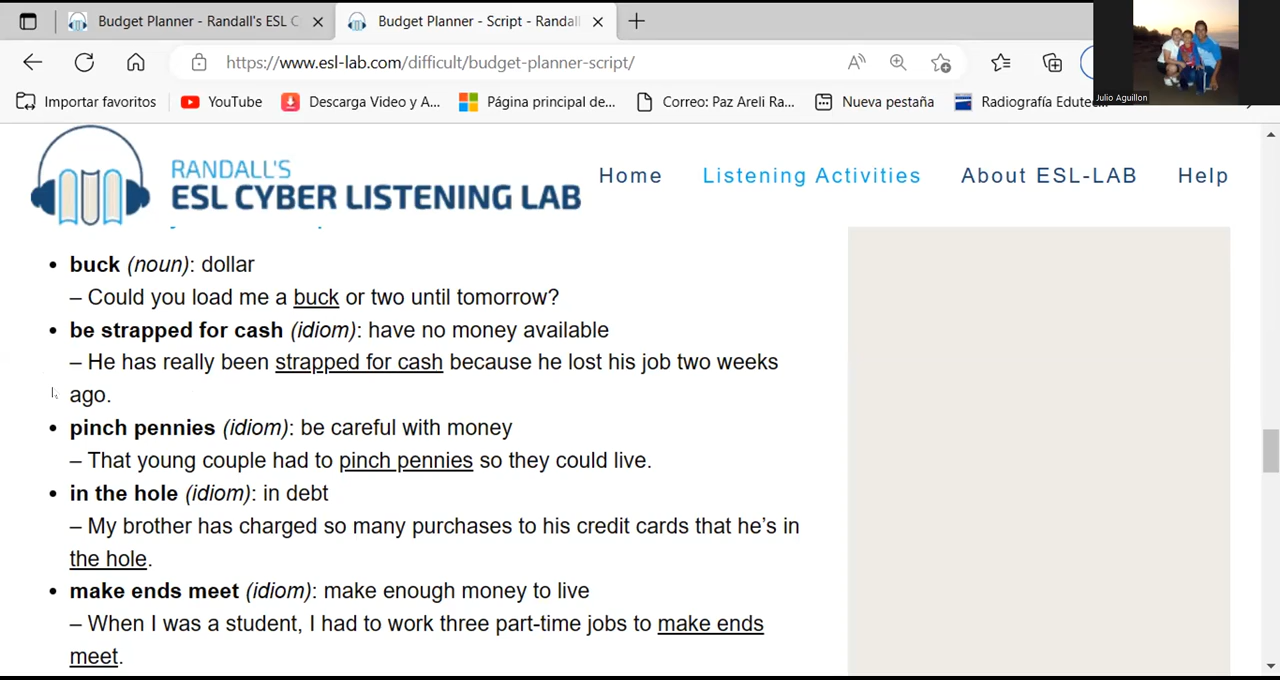 Budget Planner - Randall's ESL C
Budget Planner - Script - Randall
https://www.esl-lab.com/difficult/budget-planner-script/
Importar favoritos
YouTube
Descarga Video y A...
Página principal de...
Correo: Paz Areli Ra...
Nueva pestaña
Radiografía Edutec...
Julio Aguillon
RANDALL'S
ESL CYBER LISTENING LAB
Home
Listening Activities
About ESL-LAB
Help
• buck (noun): dollar
– Could you load me a buck or two until tomorrow?
• be strapped for cash (idiom): have no money available
– He has really been strapped for cash because he lost his job two weeks
ago.
• pinch pennies (idiom): be careful with money
– That young couple had to pinch pennies so they could live.
• in the hole (idiom): in debt
– My brother has charged so many purchases to his credit cards that he's in
the hole.
• make ends meet (idiom): make enough money to live
– When I was a student, I had to work three part-time jobs to make ends
meet.